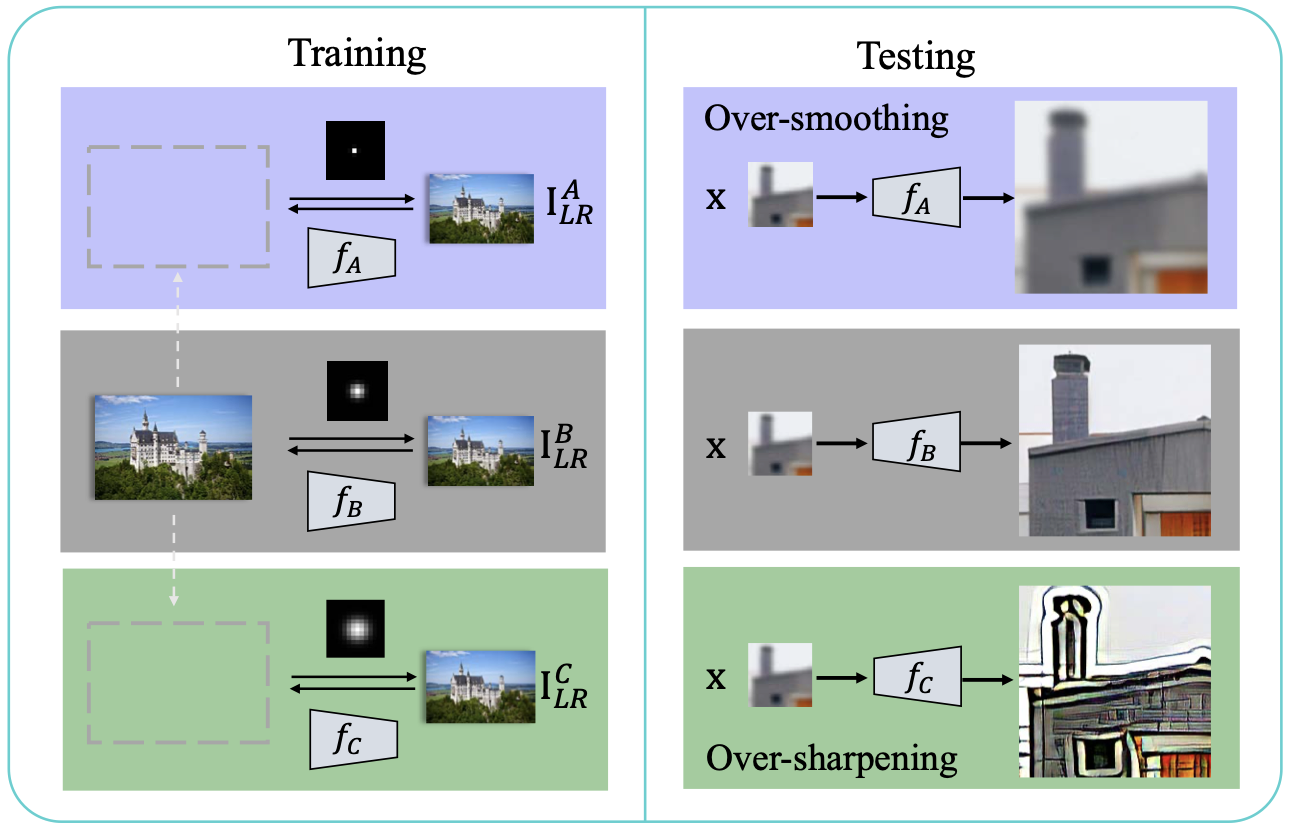 Training
I_{LR}^{A}
f_A
I_{LR}^{B}
f_B
I_{LR}^{C}
f_C
Testing
Over-smoothing
x
f_A
x
f_B
x
f_C
Over-sharpening